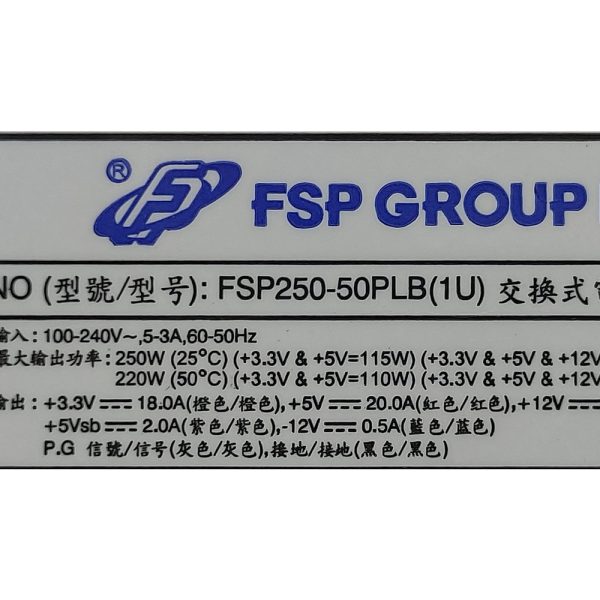 ® FSP GROUP
NO (型號/型号): FSP250-50PLB(1U) 交換式
輸入: 100-240V~,5-3A,60-50Hz
最大輸出功率: 250W (25°C) (+3.3V & +5V=115W) (+3.3V & +5V & +12V
220W (50°C) (+3.3V & +5V=110W) (+3.3V & +5V & +12V
輸出: +3.3V ⎓ 18.0A(橙色/橙色),+5V ⎓ 20.0A(紅色/红色),+12V ⎓
+5Vsb ⎓ 2.0A(紫色/紫色),-12V ⎓ 0.5A(藍色/蓝色)
P.G 信號/信号(灰色/灰色),接地/接地(黑色/黑色)